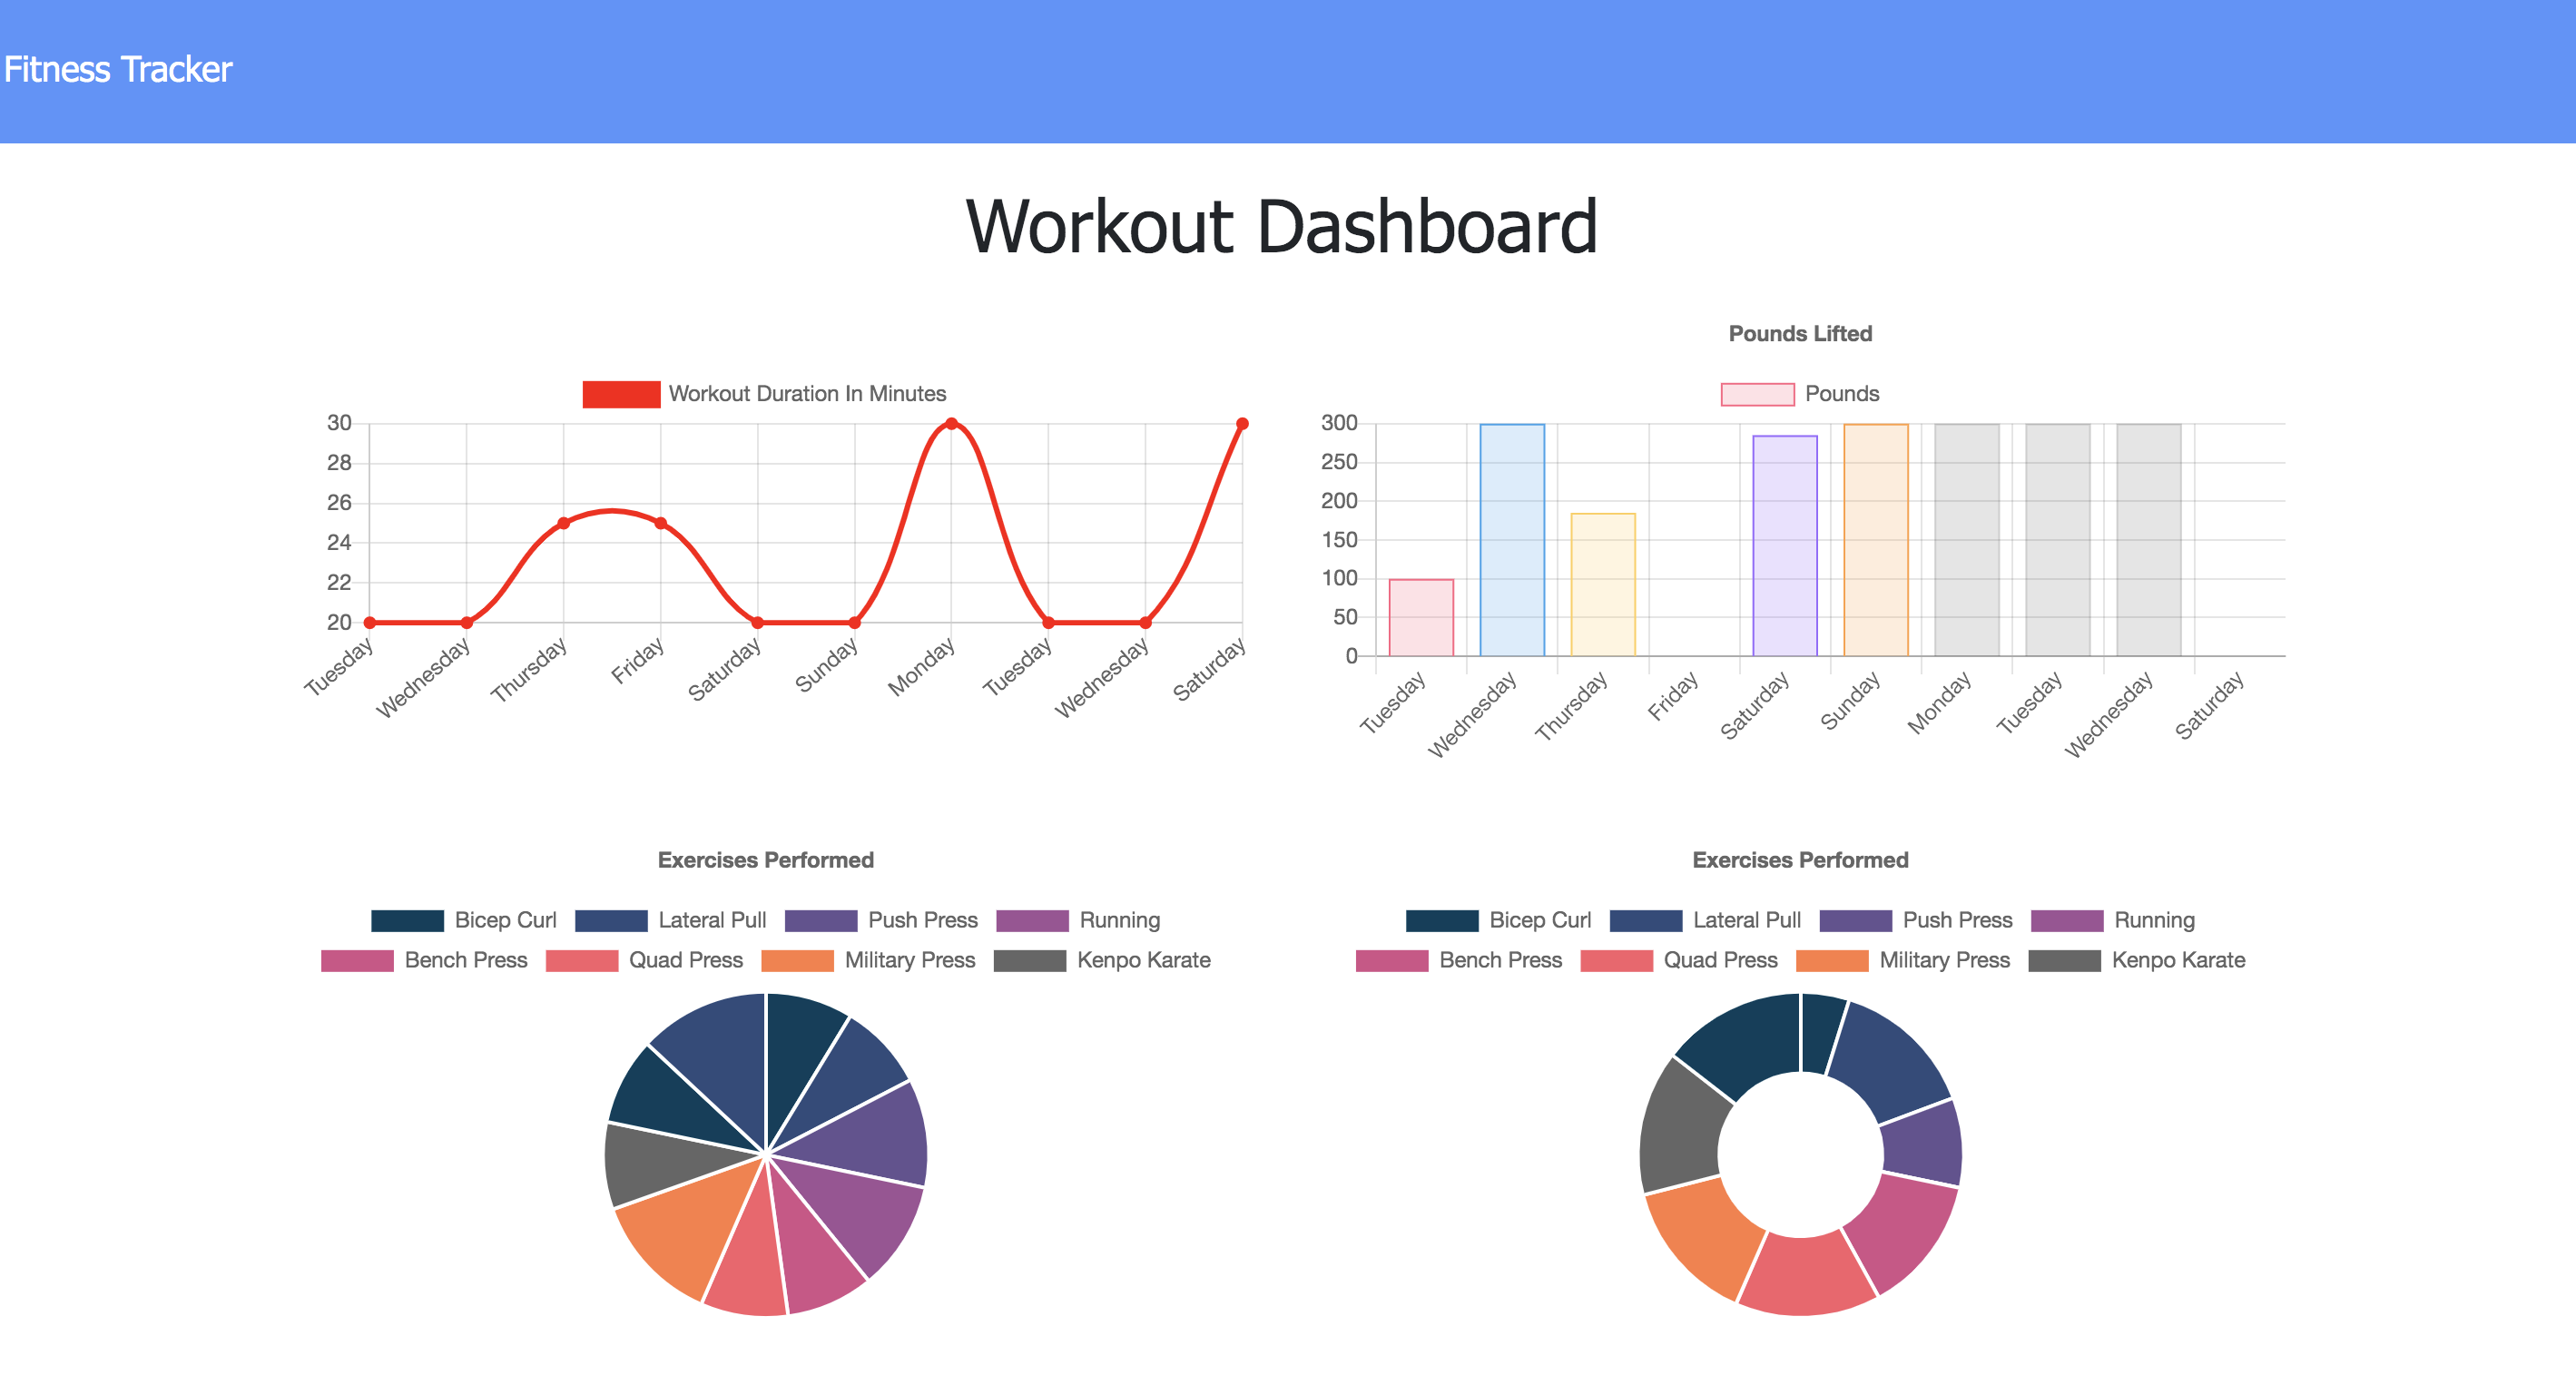 Fitness Tracker
Workout Dashboard
Workout Duration In Minutes
30
28
26
24
22
20
Tuesday Wednesday Thursday Friday Saturday Sunday Monday Tuesday Wednesday Saturday
Pounds Lifted
Pounds
300
250
200
150
100
50
0
Tuesday Wednesday Thursday Friday Saturday Sunday Monday Tuesday Wednesday Saturday
Exercises Performed
Bicep Curl Lateral Pull Push Press Running
Bench Press Quad Press Military Press Kenpo Karate
Exercises Performed
Bicep Curl Lateral Pull Push Press Running
Bench Press Quad Press Military Press Kenpo Karate